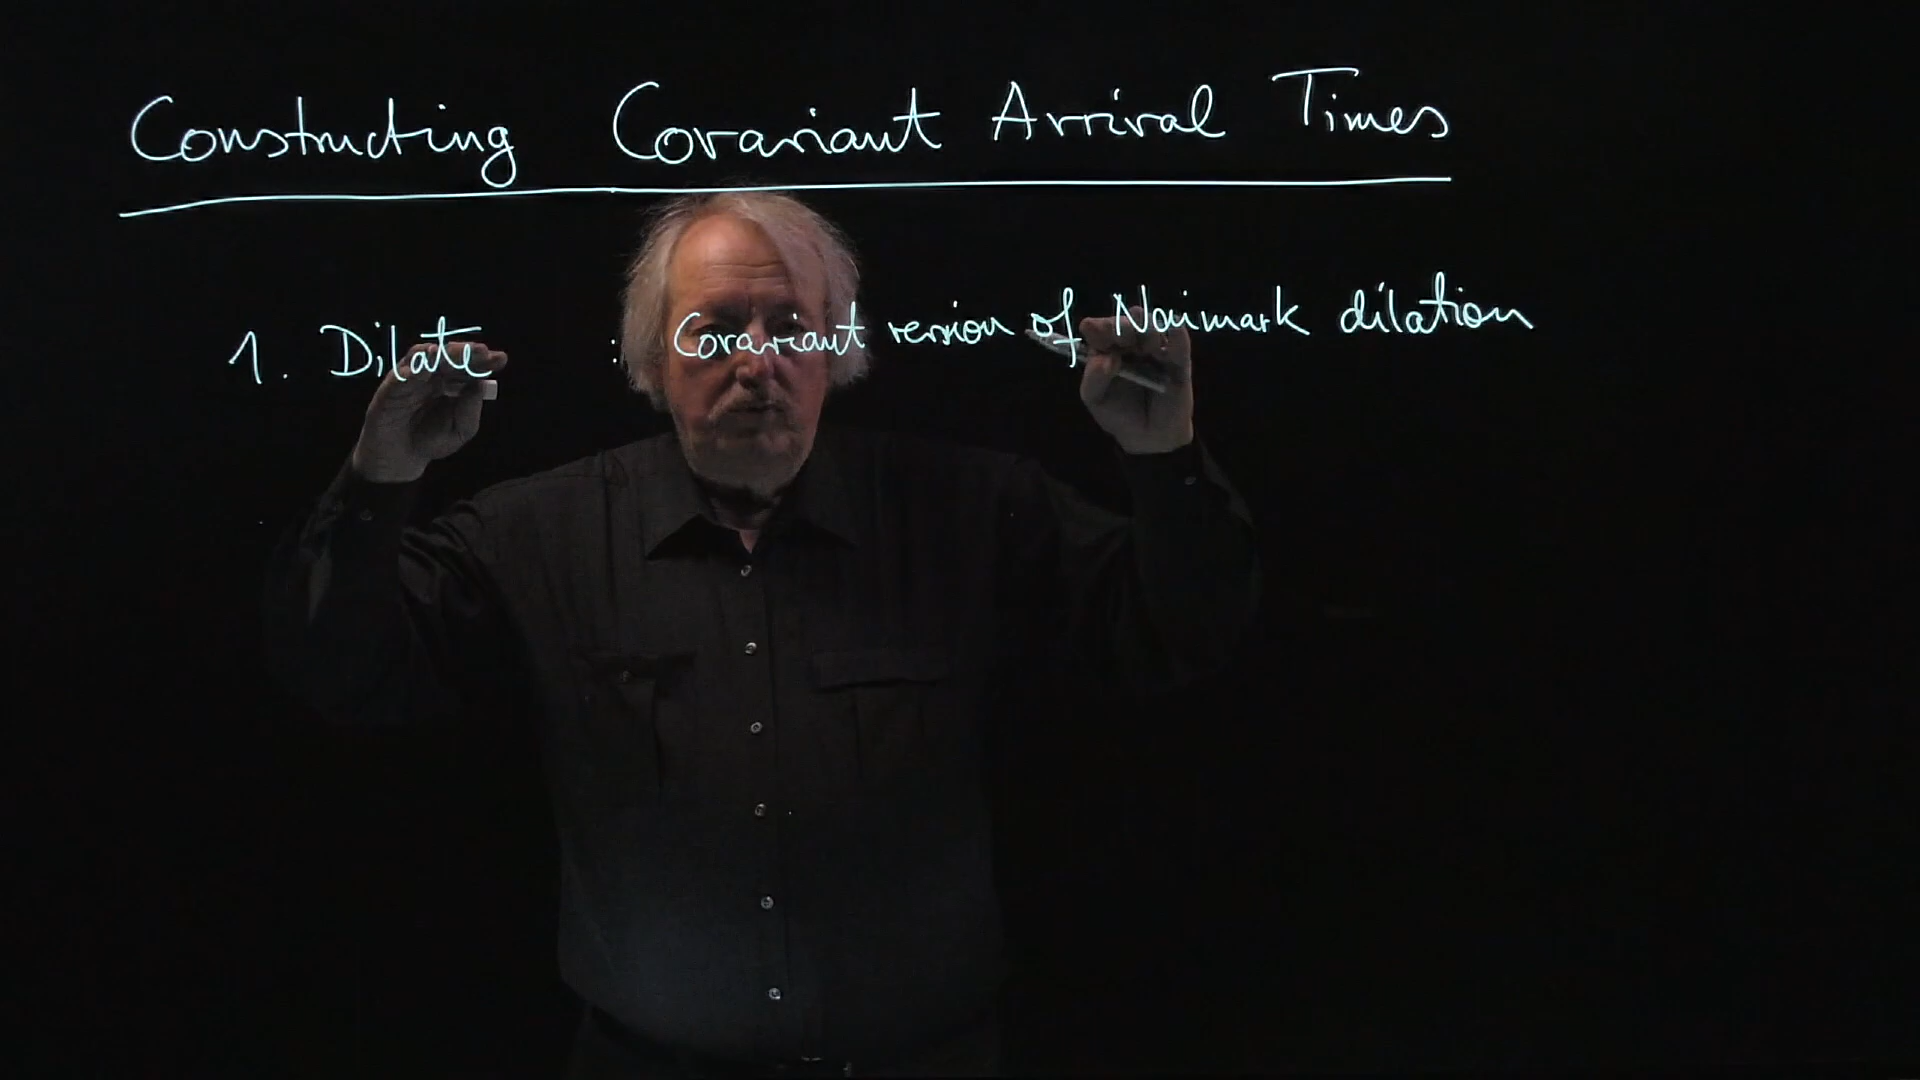 Constructing Covariant Arrival Times
1. Dilate : Covariant version of Naimark dilation